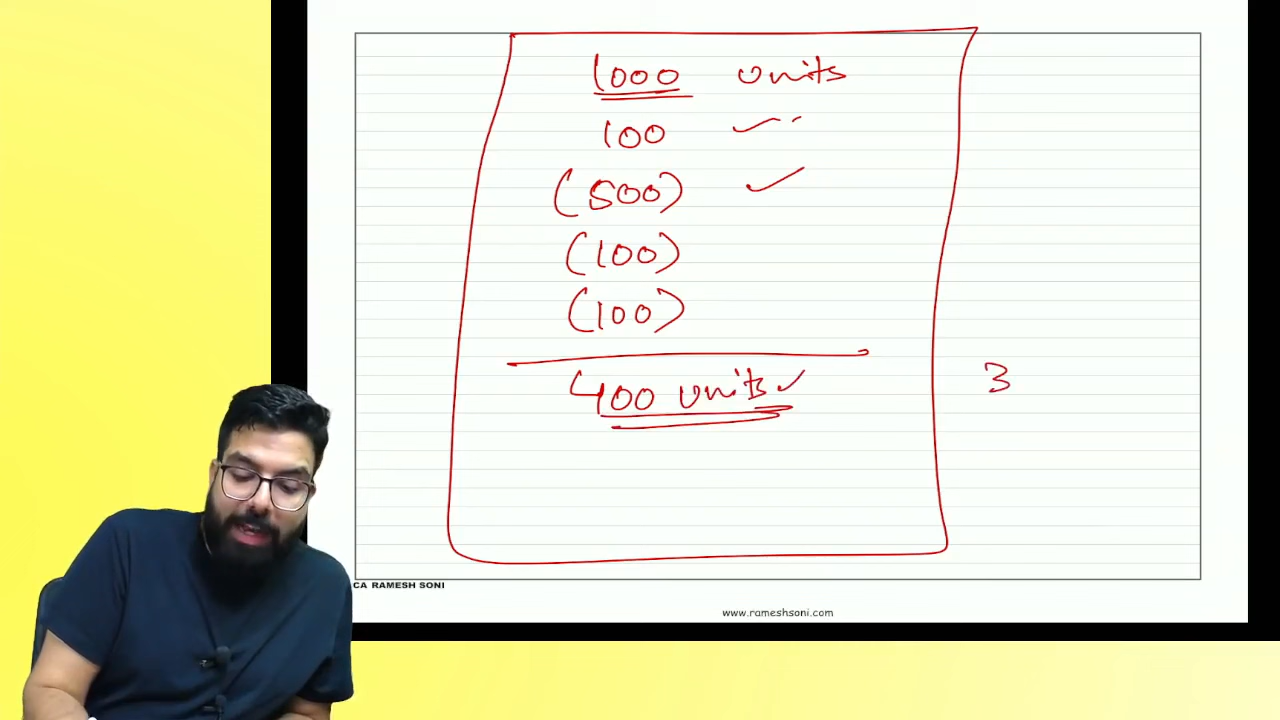 1000 units
100
(500)
(100)
(100)
400 units
3
CA RAMESH SONI
www.rameshsoni.com